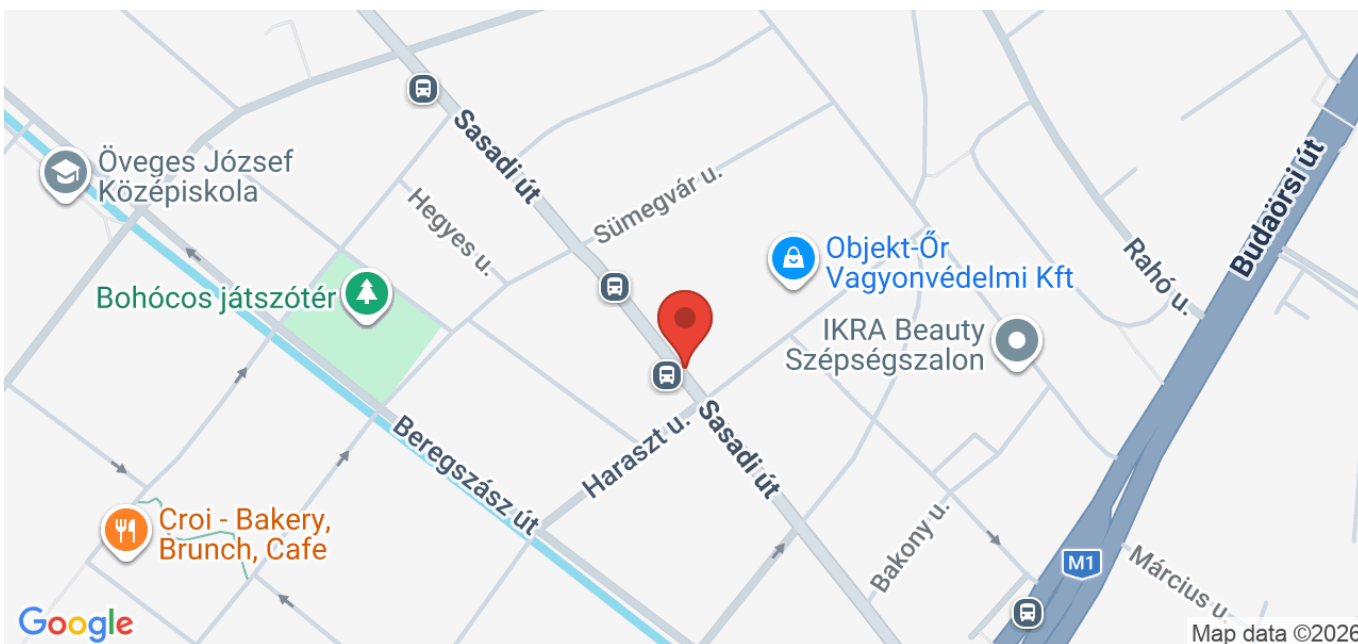 Sasadi út
Öveges József
Középiskola
Hegyes u.
Sümegvár u.
Budaörsi út
Objekt-Őr
Vagyonvédelmi Kft
Rahó u.
Bohócos játszótér
IKRA Beauty
Szépségszalon
Beregszász út
Haraszt u.
Sasadi út
Croi - Bakery,
Brunch, Cafe
Bakony u.
M1
Március u.
Google
Map data ©2026